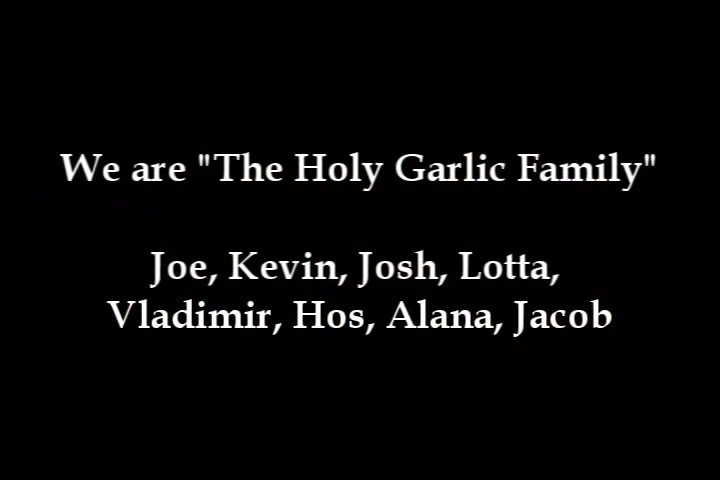 We are "The Holy Garlic Family"
Joe, Kevin, Josh, Lotta,
Vladimir, Hos, Alana, Jacob